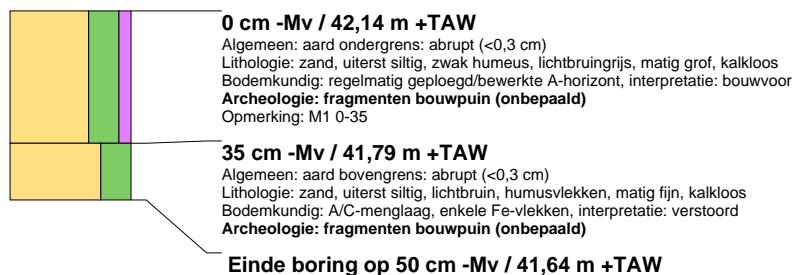 0 cm -Mv / 42,14 m +TAW
Algemeen: aard ondergrens: abrupt (<0,3 cm)
Lithologie: zand, uiterst siltig, zwak humeus, lichtbruingrijs, matig grof, kalkloos
Bodemkundig: regelmatig geploegd/bewerkte A-horizont, interpretatie: bouwvoor
Archeologie: fragmenten bouwpuin (onbepaald)
Opmerking: M1 0-35
35 cm -Mv / 41,79 m +TAW
Algemeen: aard bovengrens: abrupt (<0,3 cm)
Lithologie: zand, uiterst siltig, lichtbruin, humusvlekken, matig fijn, kalkloos
Bodemkundig: A/C-menglaag, enkele Fe-vlekken, interpretatie: verstoord
Archeologie: fragmenten bouwpuin (onbepaald)
Einde boring op 50 cm -Mv / 41,64 m +TAW